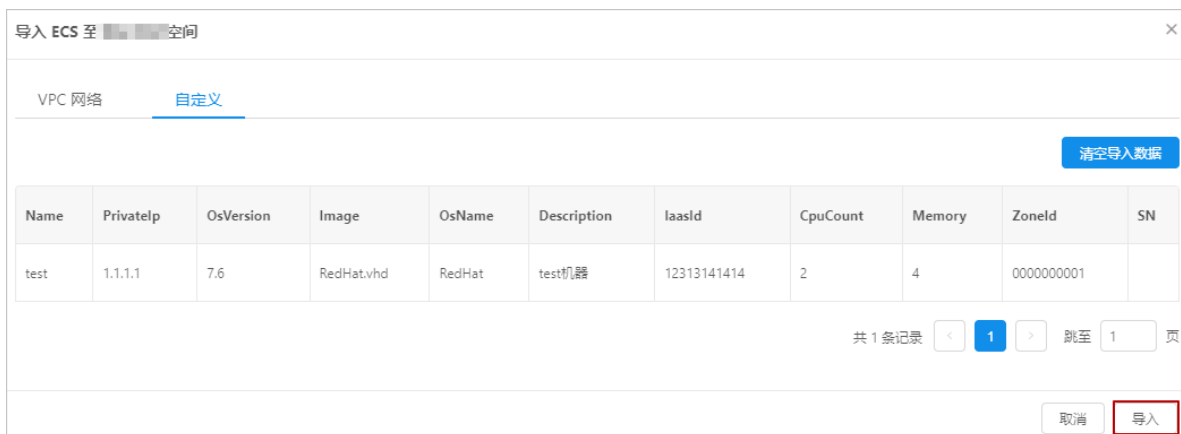 导入 ECS 至 空间
VPC 网络 自定义
清空导入数据
Name PrivateIp OsVersion Image OsName Description IaasId CpuCount Memory ZoneId SN
test 1.1.1.1 7.6 RedHat.vhd RedHat test机器 12313141414 2 4 0000000001
共 1 条记录 < 1 > 跳至 1 页
取消 导入